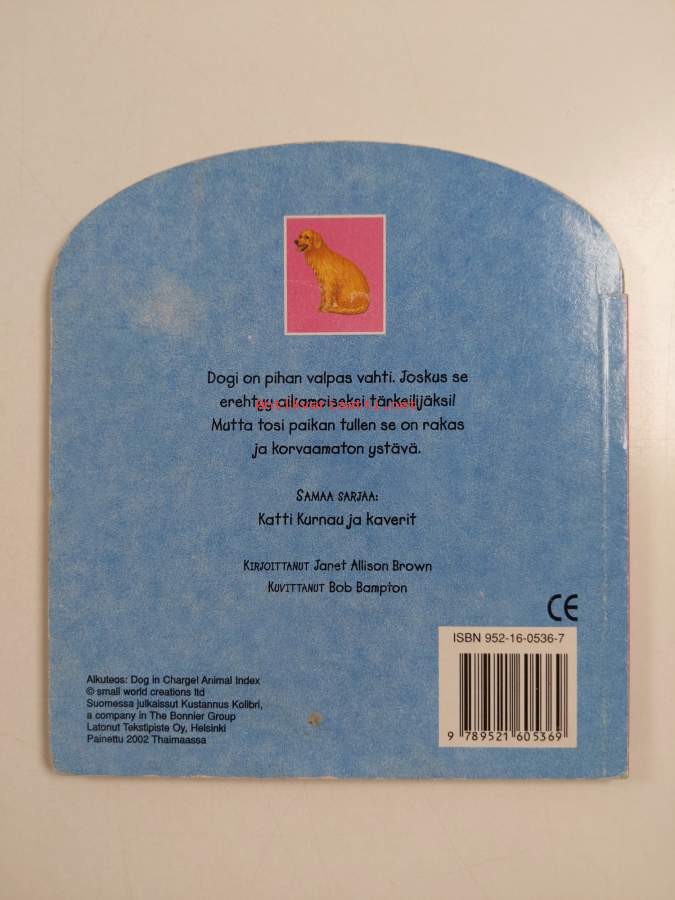 Dogi on pihan valpas vahti. Joskus se
erehtyy aikamoiseksi tärkeilijäksi!
Mutta tosi paikan tullen se on rakas
ja korvaamaton ystävä.
SAMAA SARJAA:
Katti Kurnau ja kaverit
KIRJOITTANUT Janet Allison Brown
KUVITTANUT Bob Bampton
CE
ISBN 952-16-0536-7
9 789521 605369
Alkuteos: Dog in Charge! Animal Index
© small world creations ltd
Suomessa julkaissut Kustannus Kolibri,
a company in The Bonnier Group
Latonut Tekstipiste Oy, Helsinki
Painettu 2002 Thaimaassa